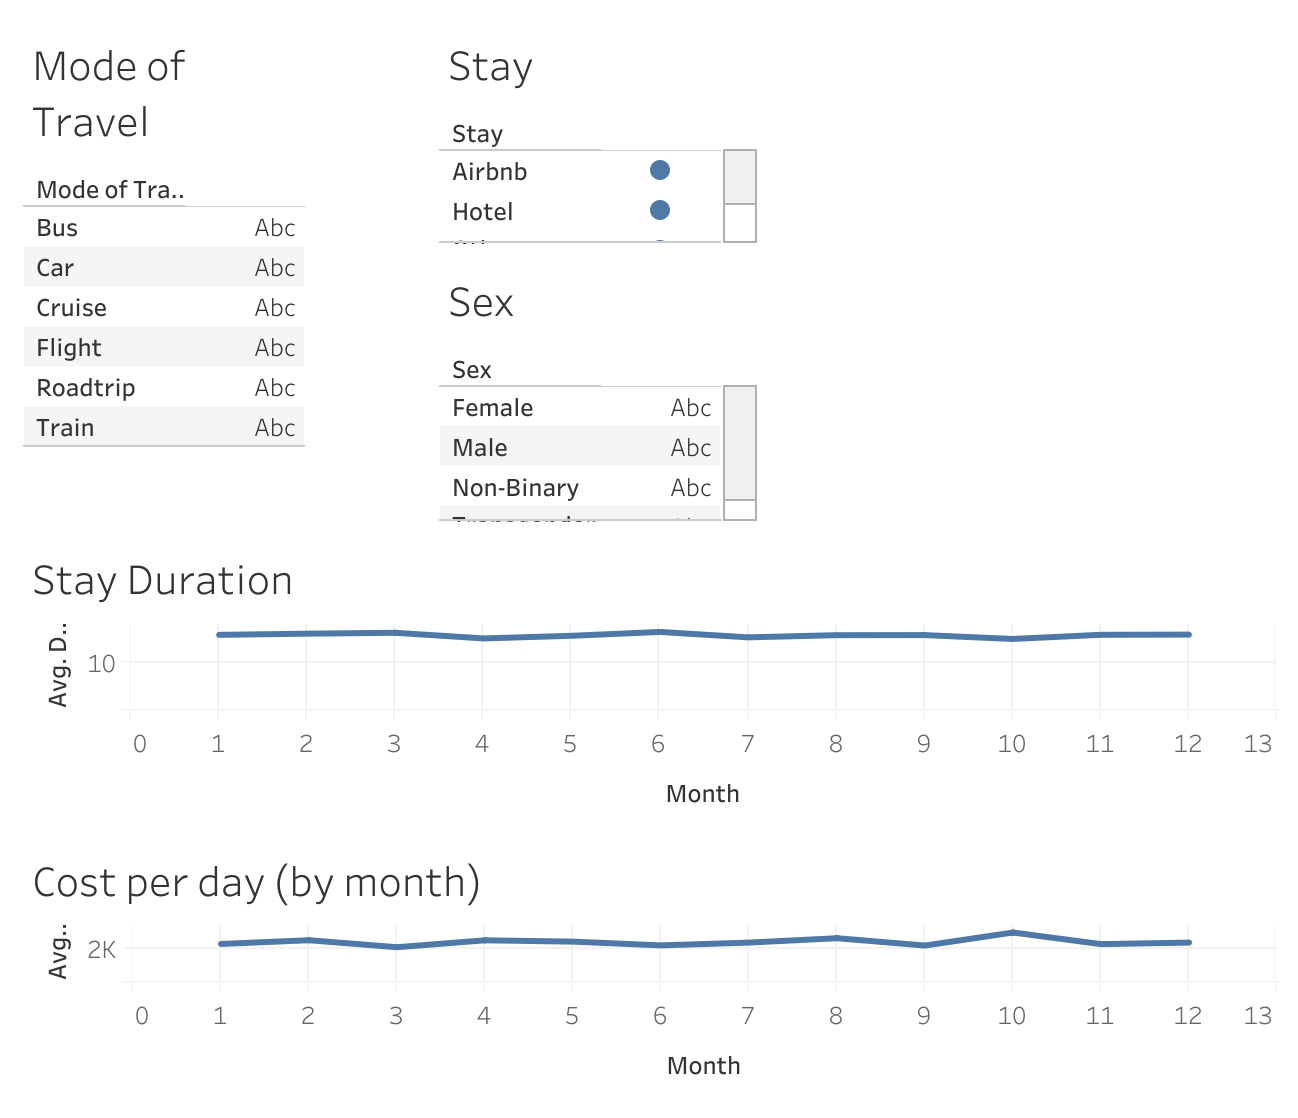 Mode of
Travel
Mode of Tra..
Bus Abc
Car Abc
Cruise Abc
Flight Abc
Roadtrip Abc
Train Abc
Stay
Stay
Airbnb
Hotel
Sex
Sex
Female Abc
Male Abc
Non-Binary Abc
Stay Duration
Avg. D..
10
0 1 2 3 4 5 6 7 8 9 10 11 12 13
Month
Cost per day (by month)
Avg..
2K
0 1 2 3 4 5 6 7 8 9 10 11 12 13
Month